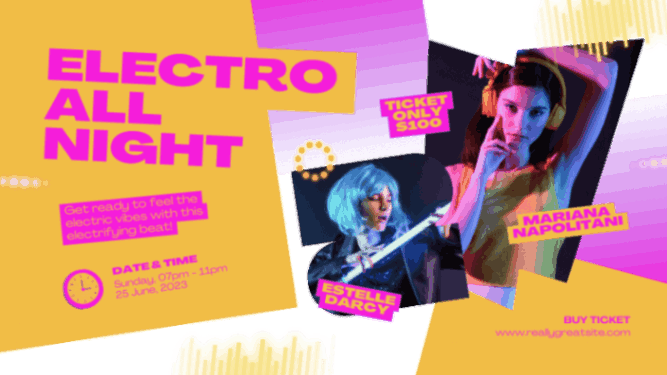 ELECTRO
ALL
NIGHT
Get ready to feel the
electric vibes with this
electrifying beat!
DATE & TIME
Sunday, 07pm - 11pm
25 June, 2023
TICKET
ONLY
$100
ESTELLE
DARCY
MARIANA
NAPOLITANI
BUY TICKET
www.reallygreatsite.com